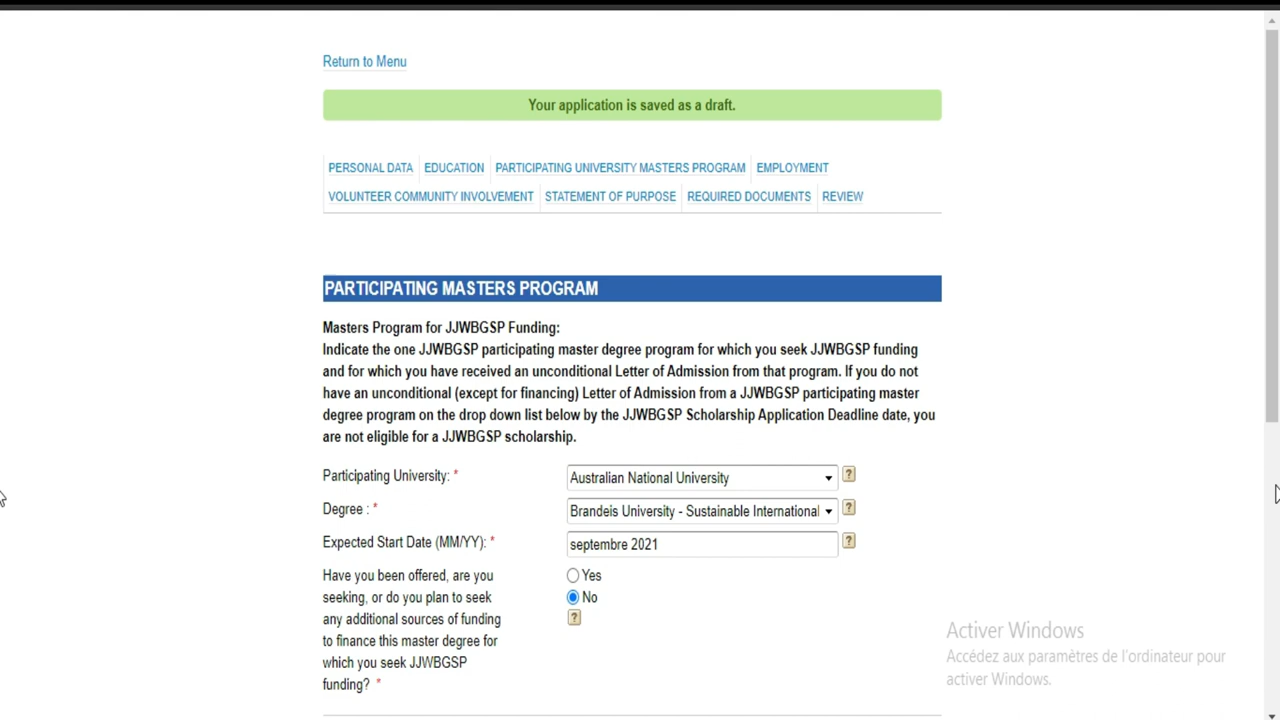 Return to Menu
Your application is saved as a draft.
PERSONAL DATA EDUCATION PARTICIPATING UNIVERSITY MASTERS PROGRAM EMPLOYMENT
VOLUNTEER COMMUNITY INVOLVEMENT STATEMENT OF PURPOSE REQUIRED DOCUMENTS REVIEW
PARTICIPATING MASTERS PROGRAM
Masters Program for JJWBGSP Funding:
Indicate the one JJWBGSP participating master degree program for which you seek JJWBGSP funding
and for which you have received an unconditional Letter of Admission from that program. If you do not
have an unconditional (except for financing) Letter of Admission from a JJWBGSP participating master
degree program on the drop down list below by the JJWBGSP Scholarship Application Deadline date, you
are not eligible for a JJWBGSP scholarship.
Participating University: * Australian National University ?
Degree : * Brandeis University - Sustainable International ?
Expected Start Date (MM/YY): * septembre 2021 ?
Have you been offered, are you Yes
seeking, or do you plan to seek No
any additional sources of funding ?
to finance this master degree for
which you seek JJWBGSP
funding? *
Activer Windows
Accédez aux paramètres de l'ordinateur pour
activer Windows.